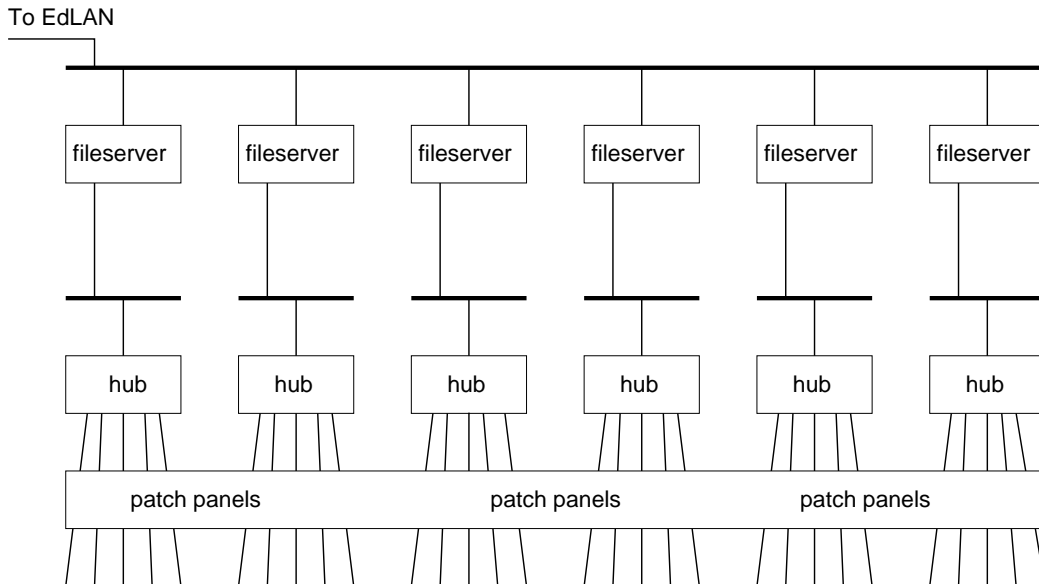 To EdLAN
fileserver fileserver fileserver fileserver fileserver fileserver
hub hub hub hub hub hub
patch panels patch panels patch panels